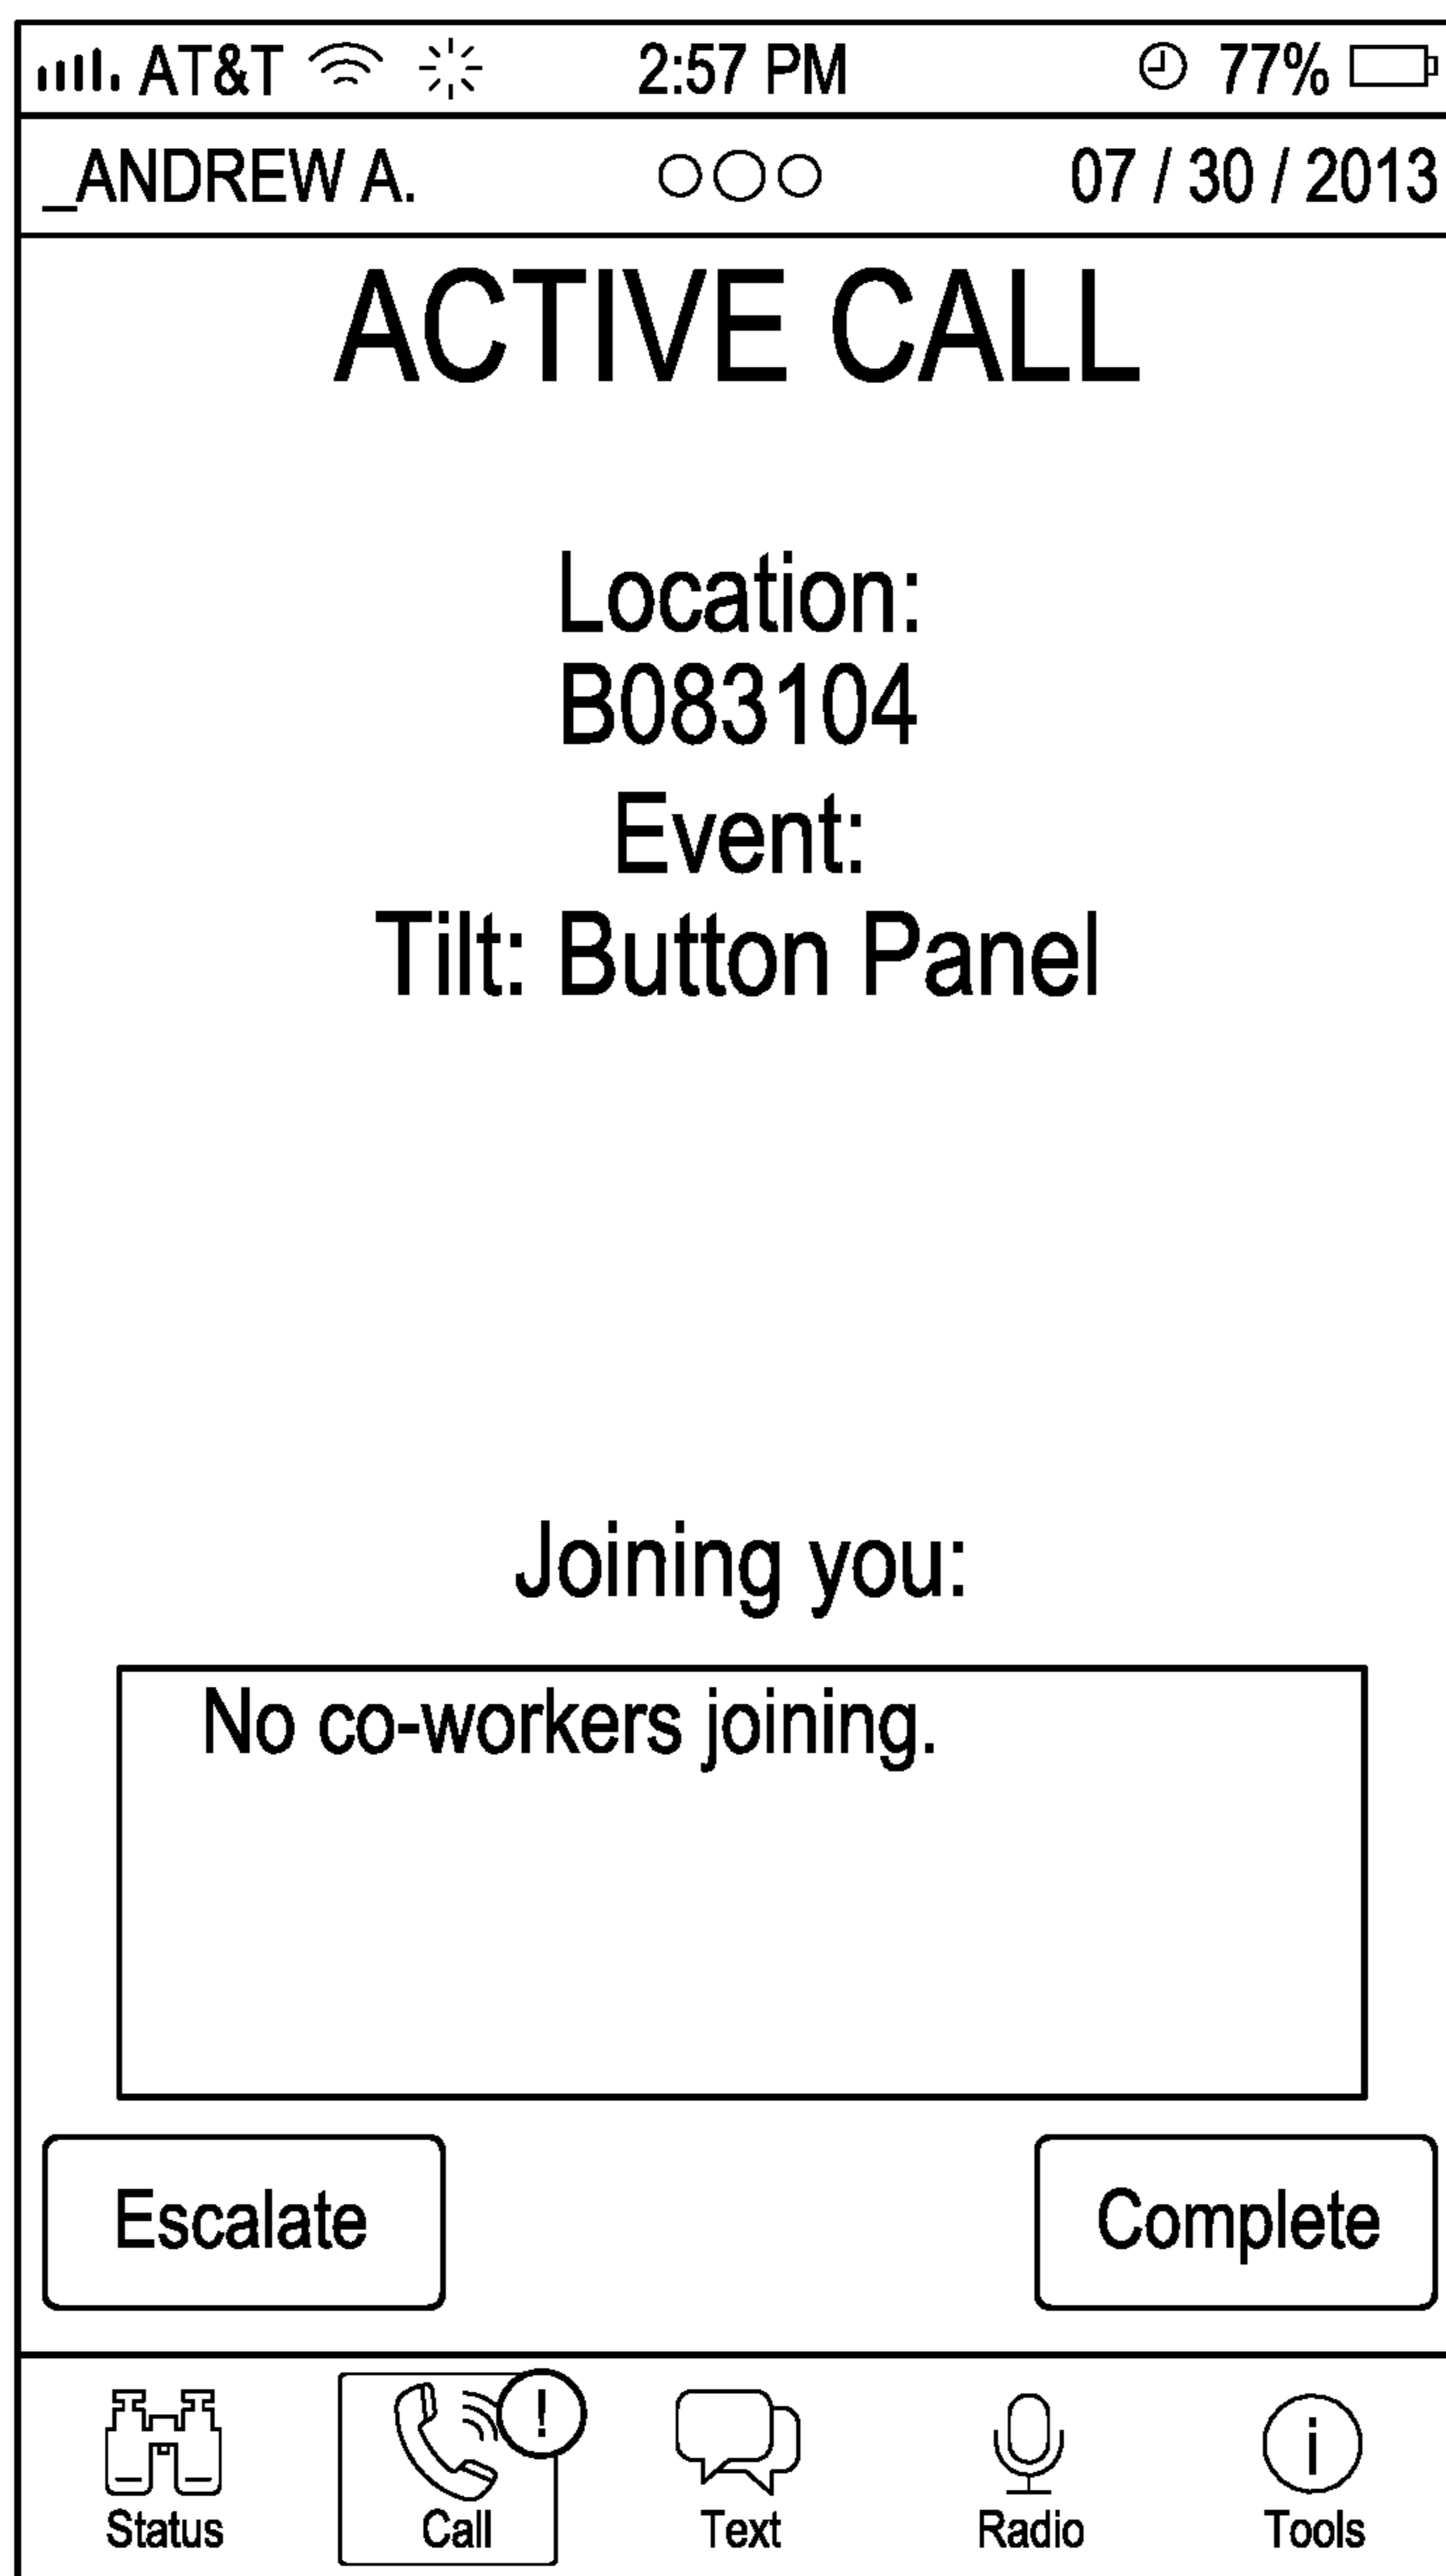 AT&T 2:57 PM 77%
_ANDREW A. 07 / 30 / 2013
ACTIVE CALL
Location:
B083104
Event:
Tilt: Button Panel
Joining you:
No co-workers joining.
Escalate Complete
!
i
Status Call Text Radio Tools